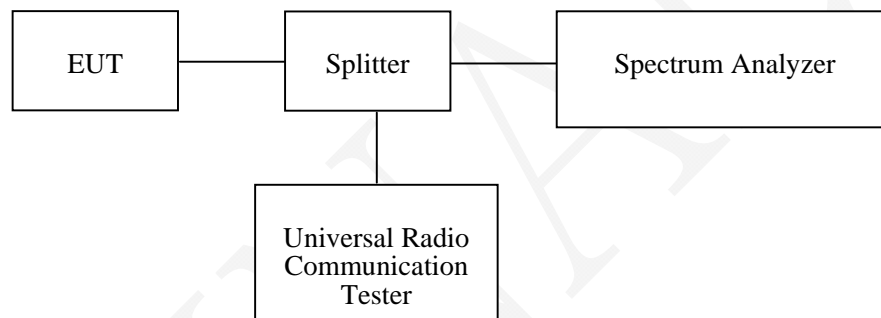 EUT
Splitter
Spectrum Analyzer
Universal Radio
Communication
Tester